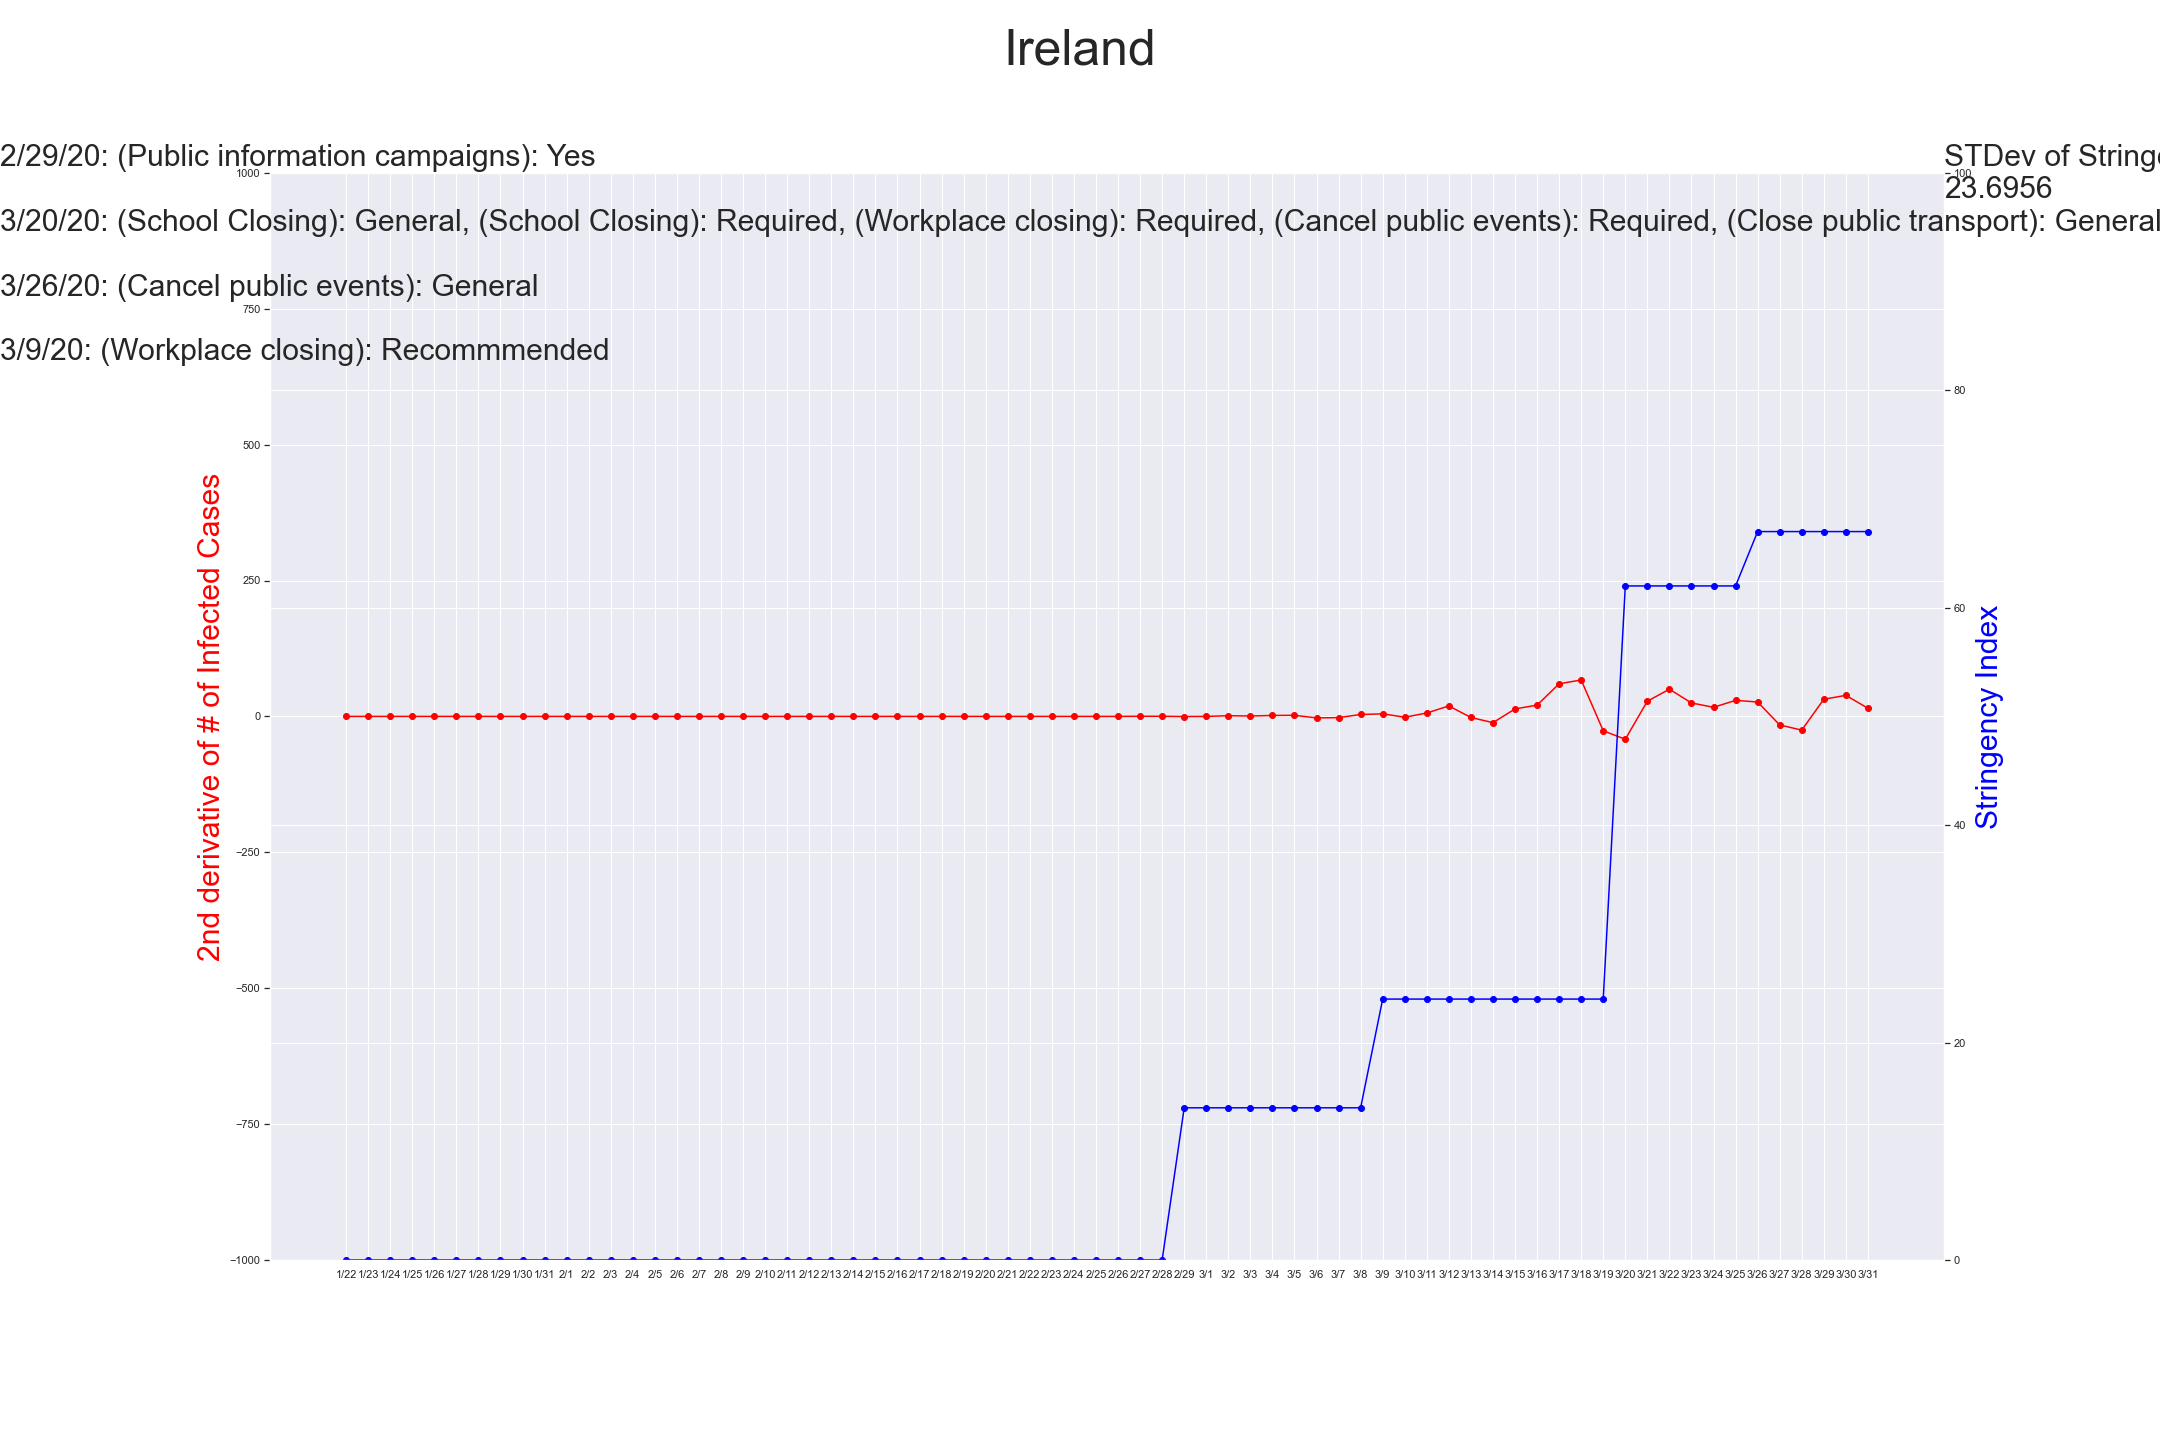 Ireland
2/29/20: (Public information campaigns): Yes
STDev of Stringe
23.6956
3/20/20: (School Closing): General, (School Closing): Required, (Workplace closing): Required, (Cancel public events): Required, (Close public transport): General
3/26/20: (Cancel public events): General
3/9/20: (Workplace closing): Recommmended
1000
750
500
250
0
−250
−500
−750
−1000
2nd derivative of # of Infected Cases
100
80
60
40
20
0
Stringency Index
1/22 1/23 1/24 1/25 1/26 1/27 1/28 1/29 1/30 1/31 2/1 2/2 2/3 2/4 2/5 2/6 2/7 2/8 2/9 2/10 2/11 2/12 2/13 2/14 2/15 2/16 2/17 2/18 2/19 2/20 2/21 2/22 2/23 2/24 2/25 2/26 2/27 2/28 2/29 3/1 3/2 3/3 3/4 3/5 3/6 3/7 3/8 3/9 3/10 3/11 3/12 3/13 3/14 3/15 3/16 3/17 3/18 3/19 3/20 3/21 3/22 3/23 3/24 3/25 3/26 3/27 3/28 3/29 3/30 3/31